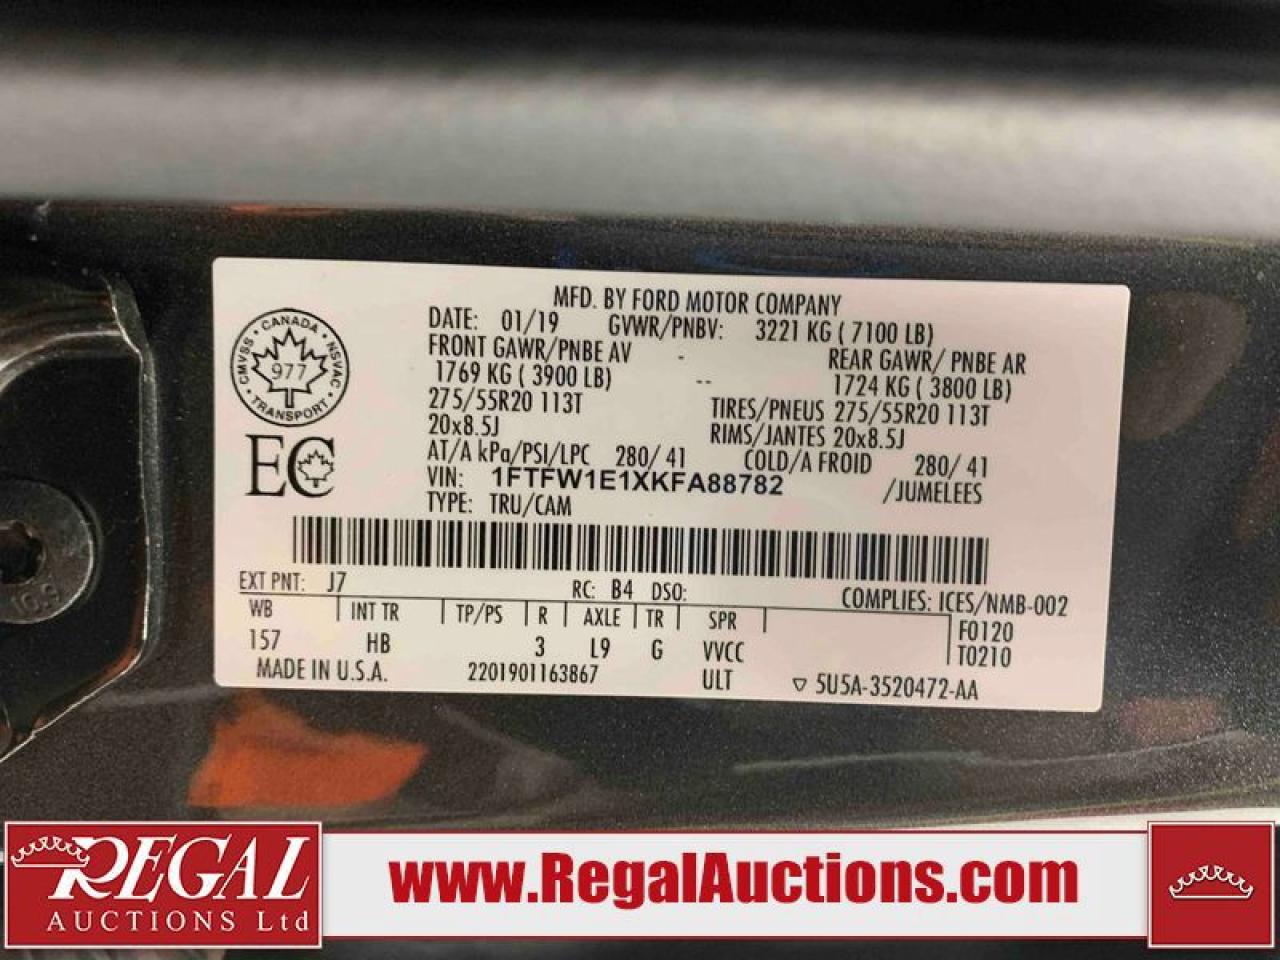 MFD. BY FORD MOTOR COMPANY
DATE: 01/19 GVWR/PNBV: 3221 KG ( 7100 LB)
FRONT GAWR/PNBE AV - REAR GAWR/ PNBE AR
1769 KG ( 3900 LB) -- 1724 KG ( 3800 LB)
275/55R20 113T TIRES/PNEUS 275/55R20 113T
20x8.5J RIMS/JANTES 20x8.5J
AT/A kPa/PSI/LPC 280/ 41 COLD/A FROID 280/ 41
VIN: 1FTFW1E1XKFA88782 /JUMELEES
TYPE: TRU/CAM
CANADA
CMVSS • NSVAC
977
TRANSPORT
EC
EXT PNT: J7 RC: B4 DSO: COMPLIES: ICES/NMB-002
WB | INT TR | TP/PS | R | AXLE | TR | SPR | F0120
157 HB 3 L9 G VVCC | T0210
MADE IN U.S.A. 2201901163867 ULT ▽ 5U5A-3520472-AA
10.9
REGAL
AUCTIONS Ltd
www.RegalAuctions.com